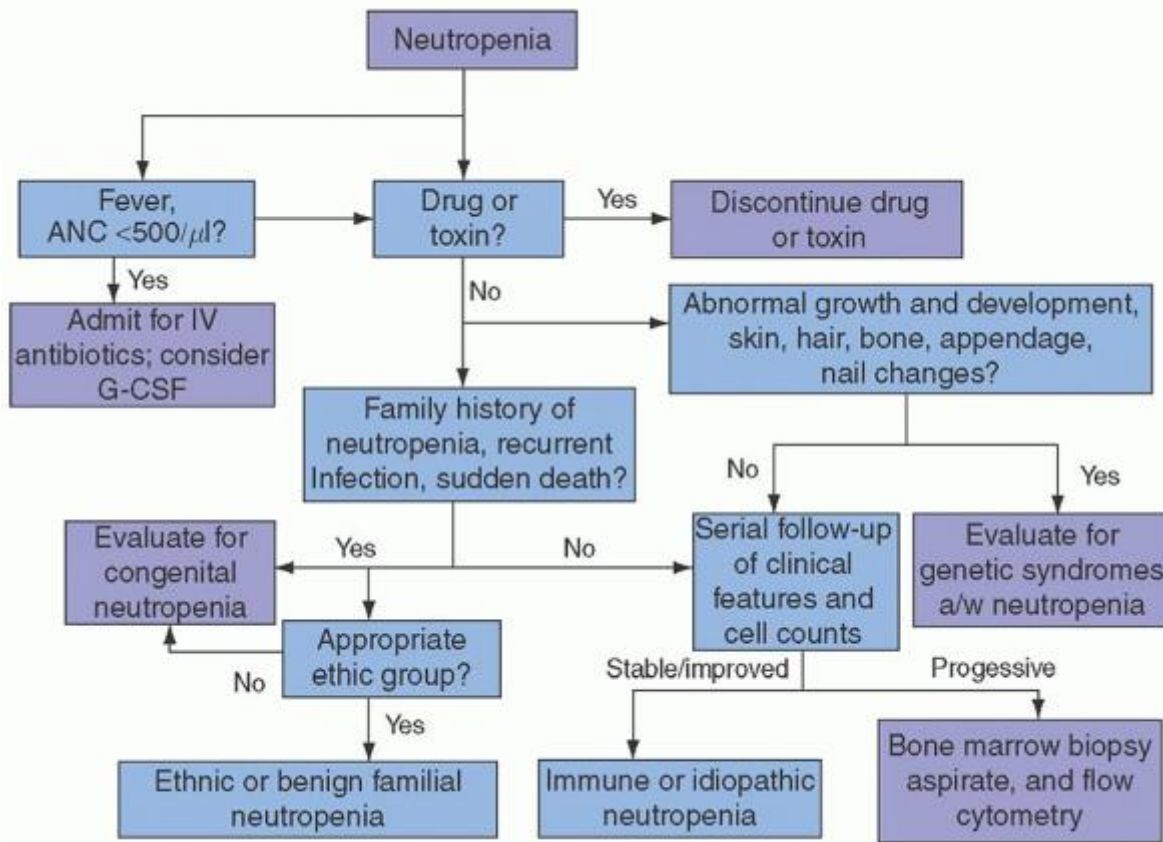 Neutropenia
Fever,
ANC <500/μl?
Drug or
toxin?
Yes
Discontinue drug
or toxin
Yes
No
Admit for IV
antibiotics; consider
G-CSF
Abnormal growth and development,
skin, hair, bone, appendage,
nail changes?
Family history of
neutropenia, recurrent
Infection, sudden death?
No
Yes
Evaluate for
congenital
neutropenia
Yes
No
Serial follow-up
of clinical
features and
cell counts
Evaluate for
genetic syndromes
a/w neutropenia
Appropriate
ethic group?
No
Stable/improved
Progessive
Yes
Ethnic or benign familial
neutropenia
Immune or idiopathic
neutropenia
Bone marrow biopsy
aspirate, and flow
cytometry